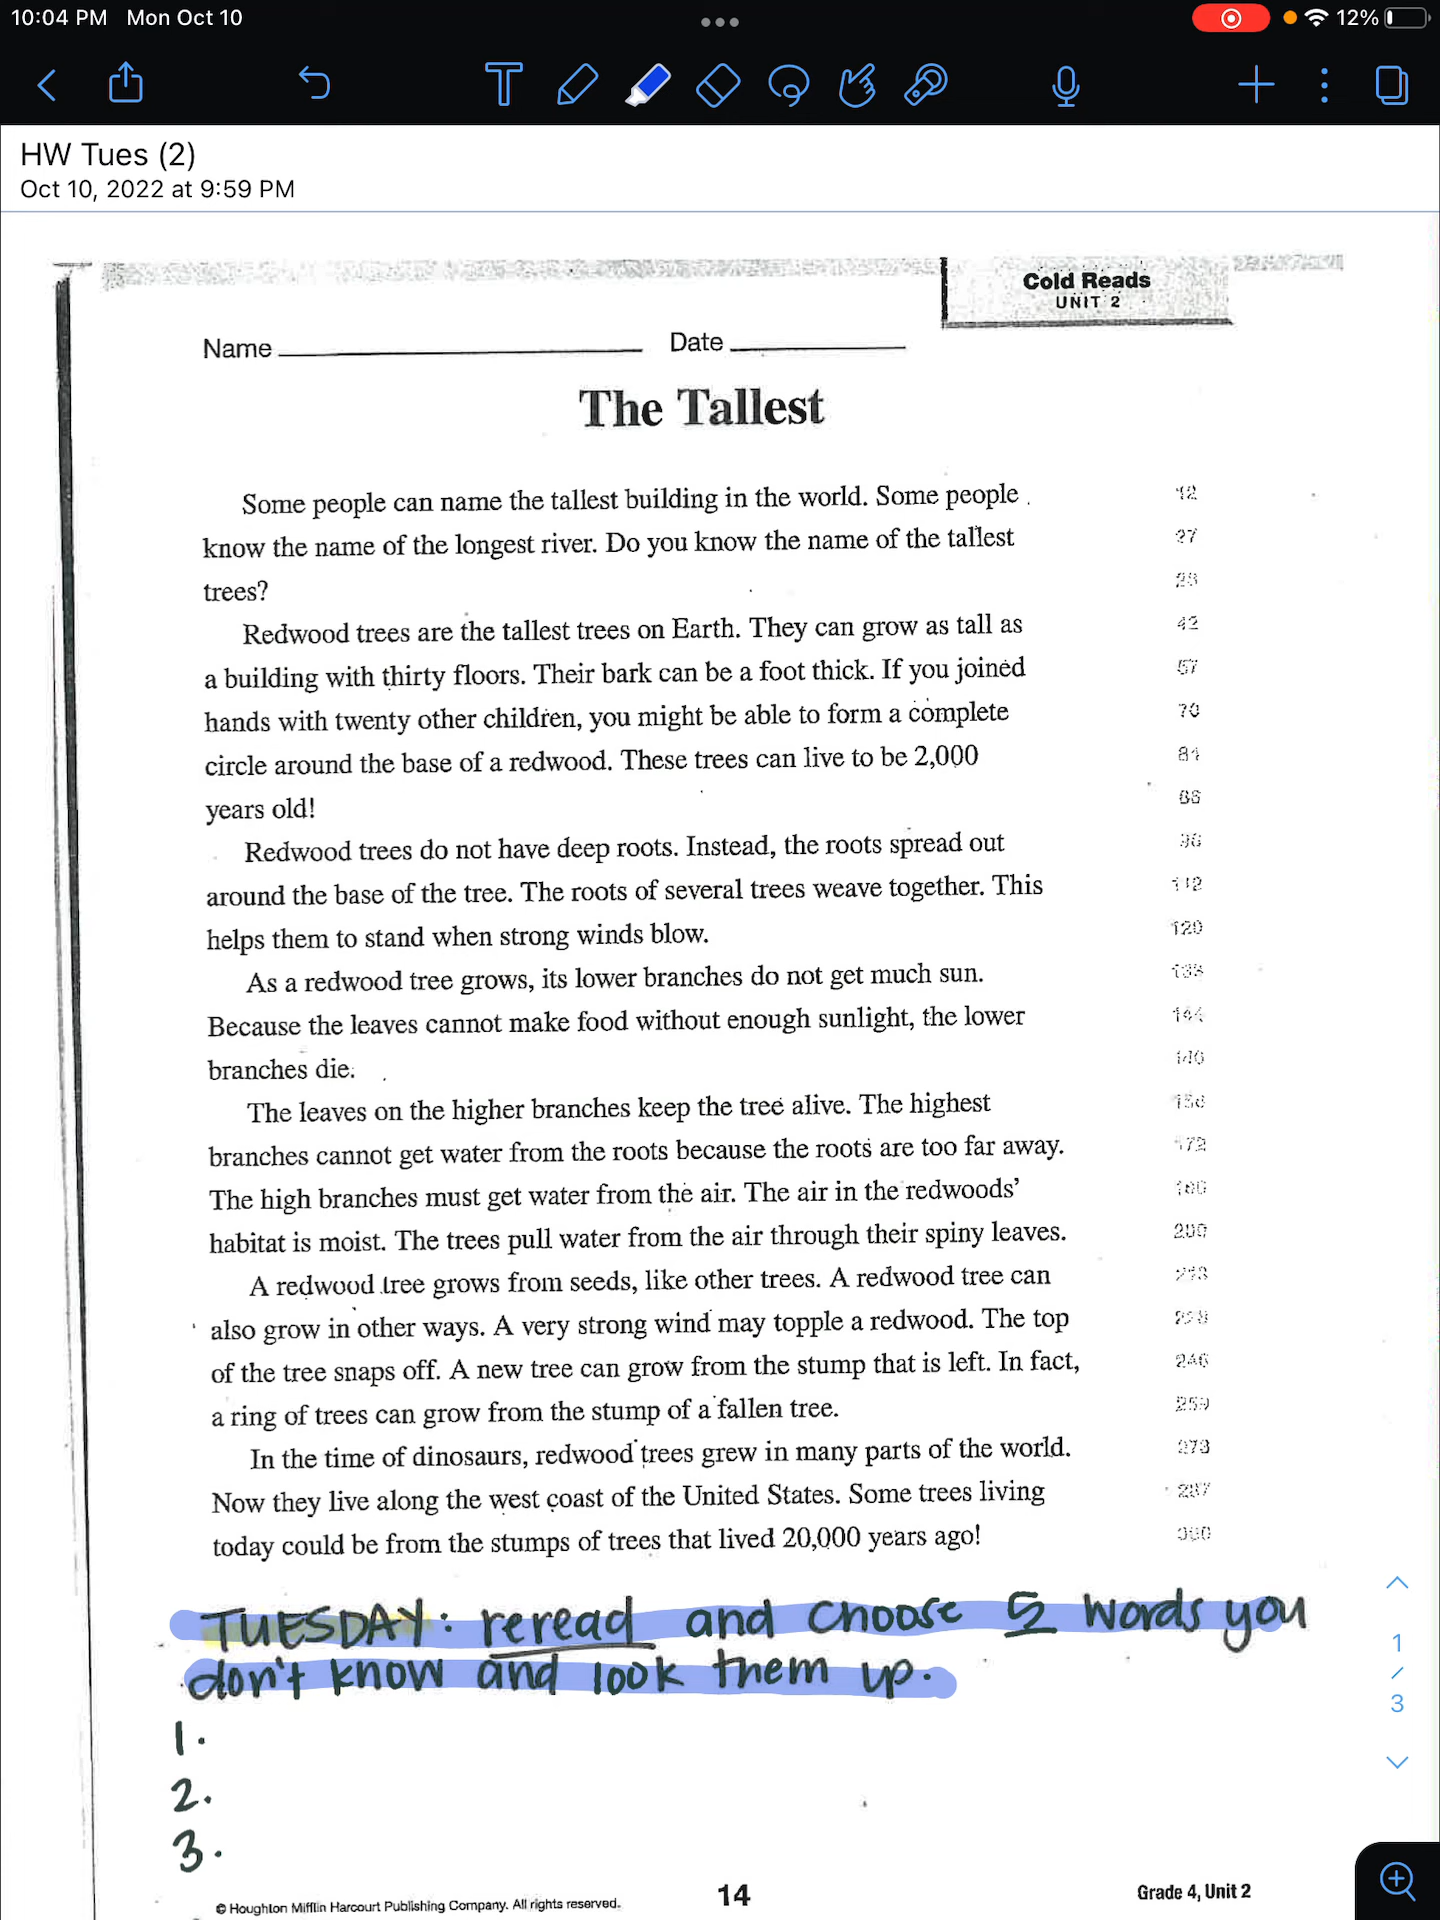 10:04 PM Mon Oct 10
12%
HW Tues (2)
Oct 10, 2022 at 9:59 PM
Cold Reads
UNIT 2
Name
Date
The Tallest
Some people can name the tallest building in the world. Some people 12
know the name of the longest river. Do you know the name of the tallest 27
trees? 28
Redwood trees are the tallest trees on Earth. They can grow as tall as 42
a building with thirty floors. Their bark can be a foot thick. If you joined 57
hands with twenty other children, you might be able to form a complete 70
circle around the base of a redwood. These trees can live to be 2,000 84
years old!
Redwood trees do not have deep roots. Instead, the roots spread out
around the base of the tree. The roots of several trees weave together. This 112
helps them to stand when strong winds blow. 120
As a redwood tree grows, its lower branches do not get much sun.
Because the leaves cannot make food without enough sunlight, the lower 144
branches die. 146
The leaves on the higher branches keep the tree alive. The highest
branches cannot get water from the roots because the roots are too far away.
The high branches must get water from the air. The air in the redwoods' 186
habitat is moist. The trees pull water from the air through their spiny leaves. 200
A redwood tree grows from seeds, like other trees. A redwood tree can
also grow in other ways. A very strong wind may topple a redwood. The top
of the tree snaps off. A new tree can grow from the stump that is left. In fact, 246
a ring of trees can grow from the stump of a fallen tree. 259
In the time of dinosaurs, redwood trees grew in many parts of the world. 273
Now they live along the west coast of the United States. Some trees living 287
today could be from the stumps of trees that lived 20,000 years ago!
TUESDAY: reread and choose 5 words you
don't know and look them up.
1.
2.
3.
1
/
3
© Houghton Mifflin Harcourt Publishing Company. All rights reserved.
14
Grade 4, Unit 2